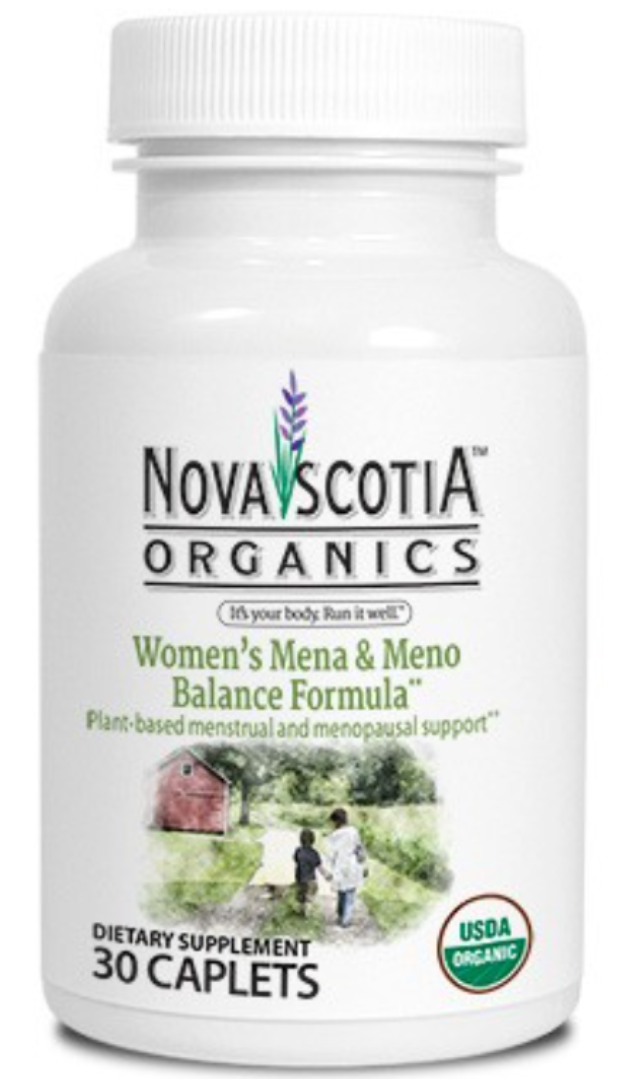 NOVA SCOTIA™
ORGANICS
It's your body. Run it well.™
Women's Mena & Meno
Balance Formula**
Plant-based menstrual and menopausal support**
DIETARY SUPPLEMENT
30 CAPLETS
USDA
ORGANIC